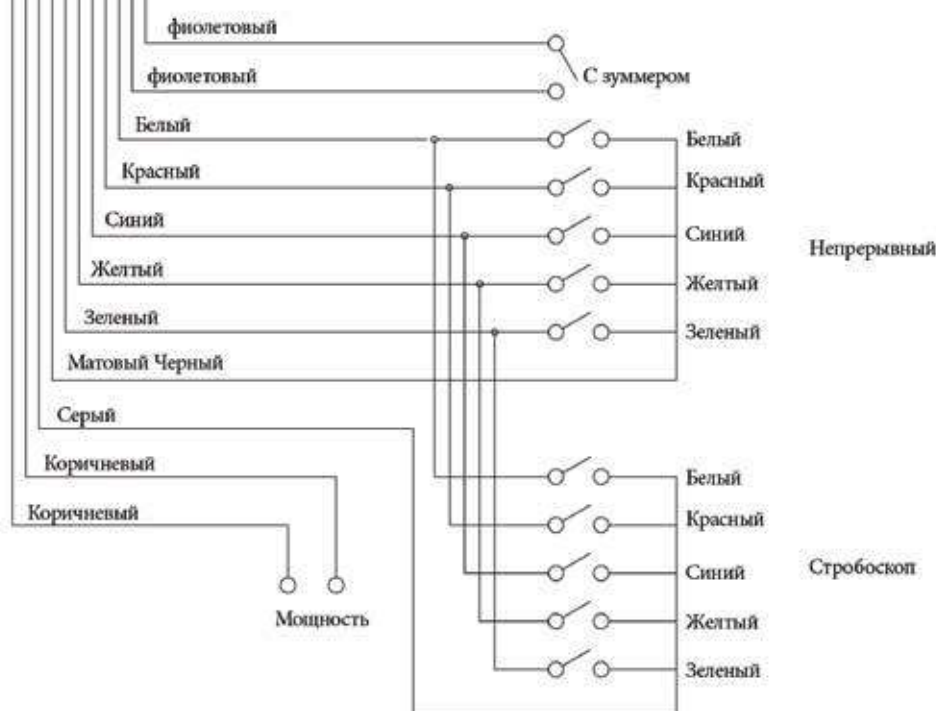 фиолетовый
фиолетовый
С зуммером
Белый
Белый
Красный
Красный
Синий
Синий
Непрерывный
Желтый
Желтый
Зеленый
Зеленый
Матовый Черный
Серый
Коричневый
Белый
Коричневый
Красный
Синий
Стробоскоп
Мощность
Желтый
Зеленый